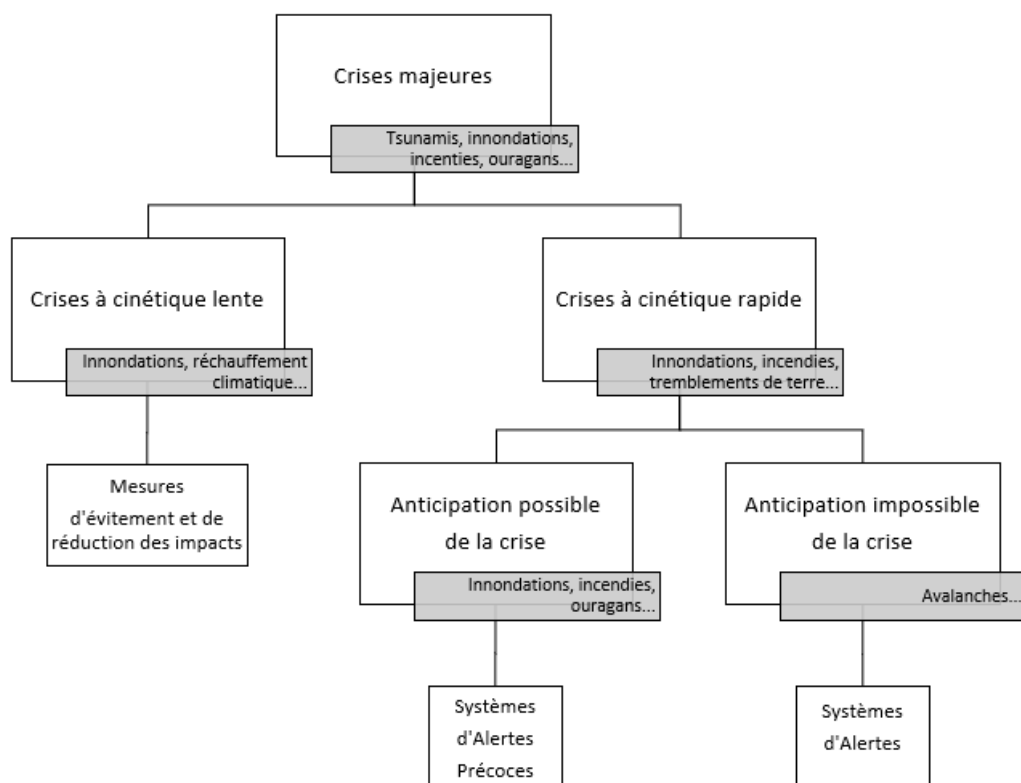 Crises majeures
Tsunamis, innondations,
incenties, ouragans...
Crises à cinétique lente
Innondations, réchauffement
climatique...
Crises à cinétique rapide
Innondations, incendies,
tremblements de terre...
Mesures
d'évitement et de
réduction des impacts
Anticipation possible
de la crise
Innondations, incendies,
ouragans...
Anticipation impossible
de la crise
Avalanches...
Systèmes
d'Alertes
Précoces
Systèmes
d'Alertes